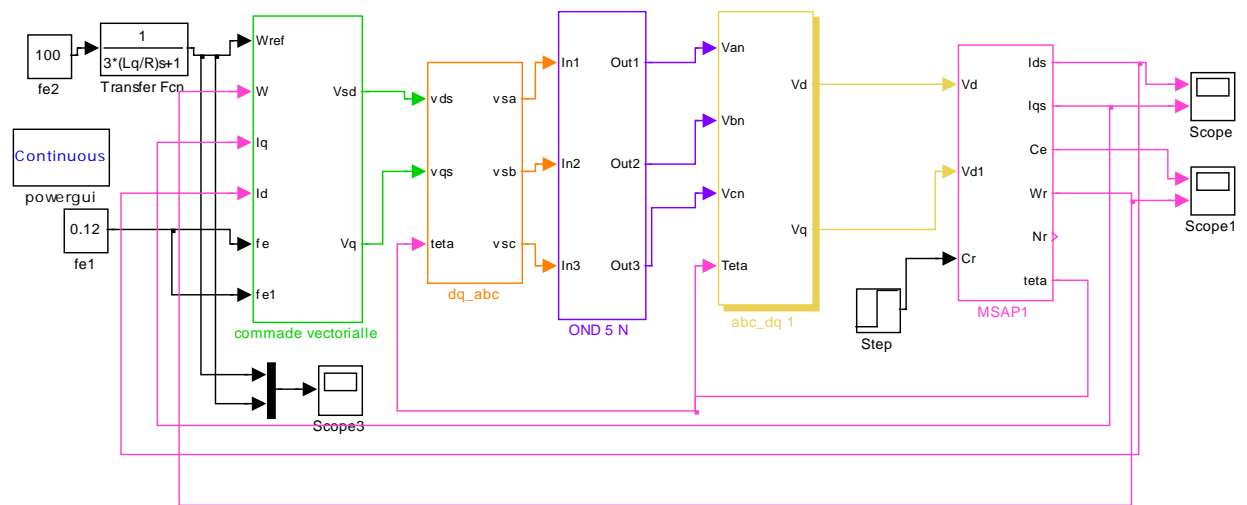 100
fe2
1
3*(Lq/R)s+1
Transfer Fcn
Continuous
powergui
0.12
fe1
Wref
W
Iq
Id
fe
fe1
Vsd
Vq
commade vectorialle
vds
vqs
teta
vsa
vsb
vsc
dq_abc
In1
In2
In3
Out1
Out2
Out3
OND 5 N
Van
Vbn
Vcn
Teta
Vd
Vq
abc_dq 1
Step
Vd
Vd1
Cr
Ids
Iqs
Ce
Wr
Nr
teta
MSAP1
Scope
Scope1
Scope3